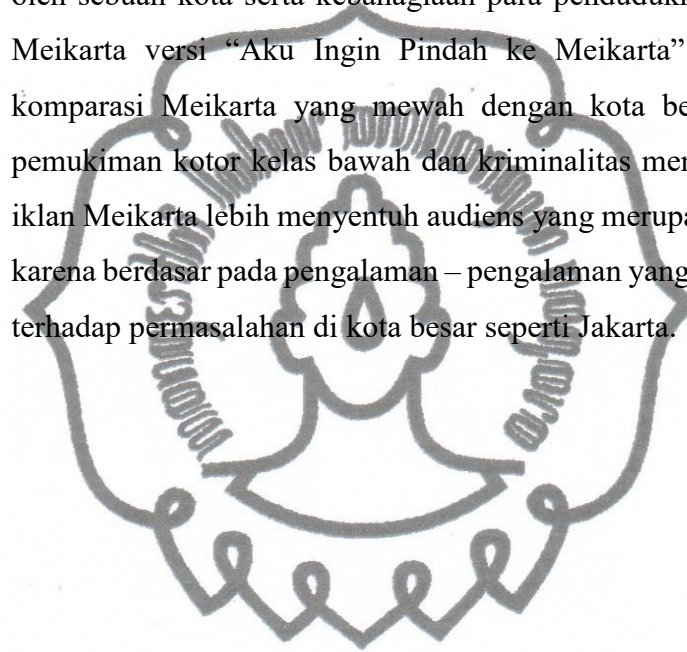 oleh sebuah kota serta kebahagiaan para penduduk
Meikarta versi “Aku Ingin Pindah ke Meikarta”
komparasi Meikarta yang mewah dengan kota be
pemukiman kotor kelas bawah dan kriminalitas mer
iklan Meikarta lebih menyentuh audiens yang merupa
karena berdasar pada pengalaman – pengalaman yang
terhadap permasalahan di kota besar seperti Jakarta.